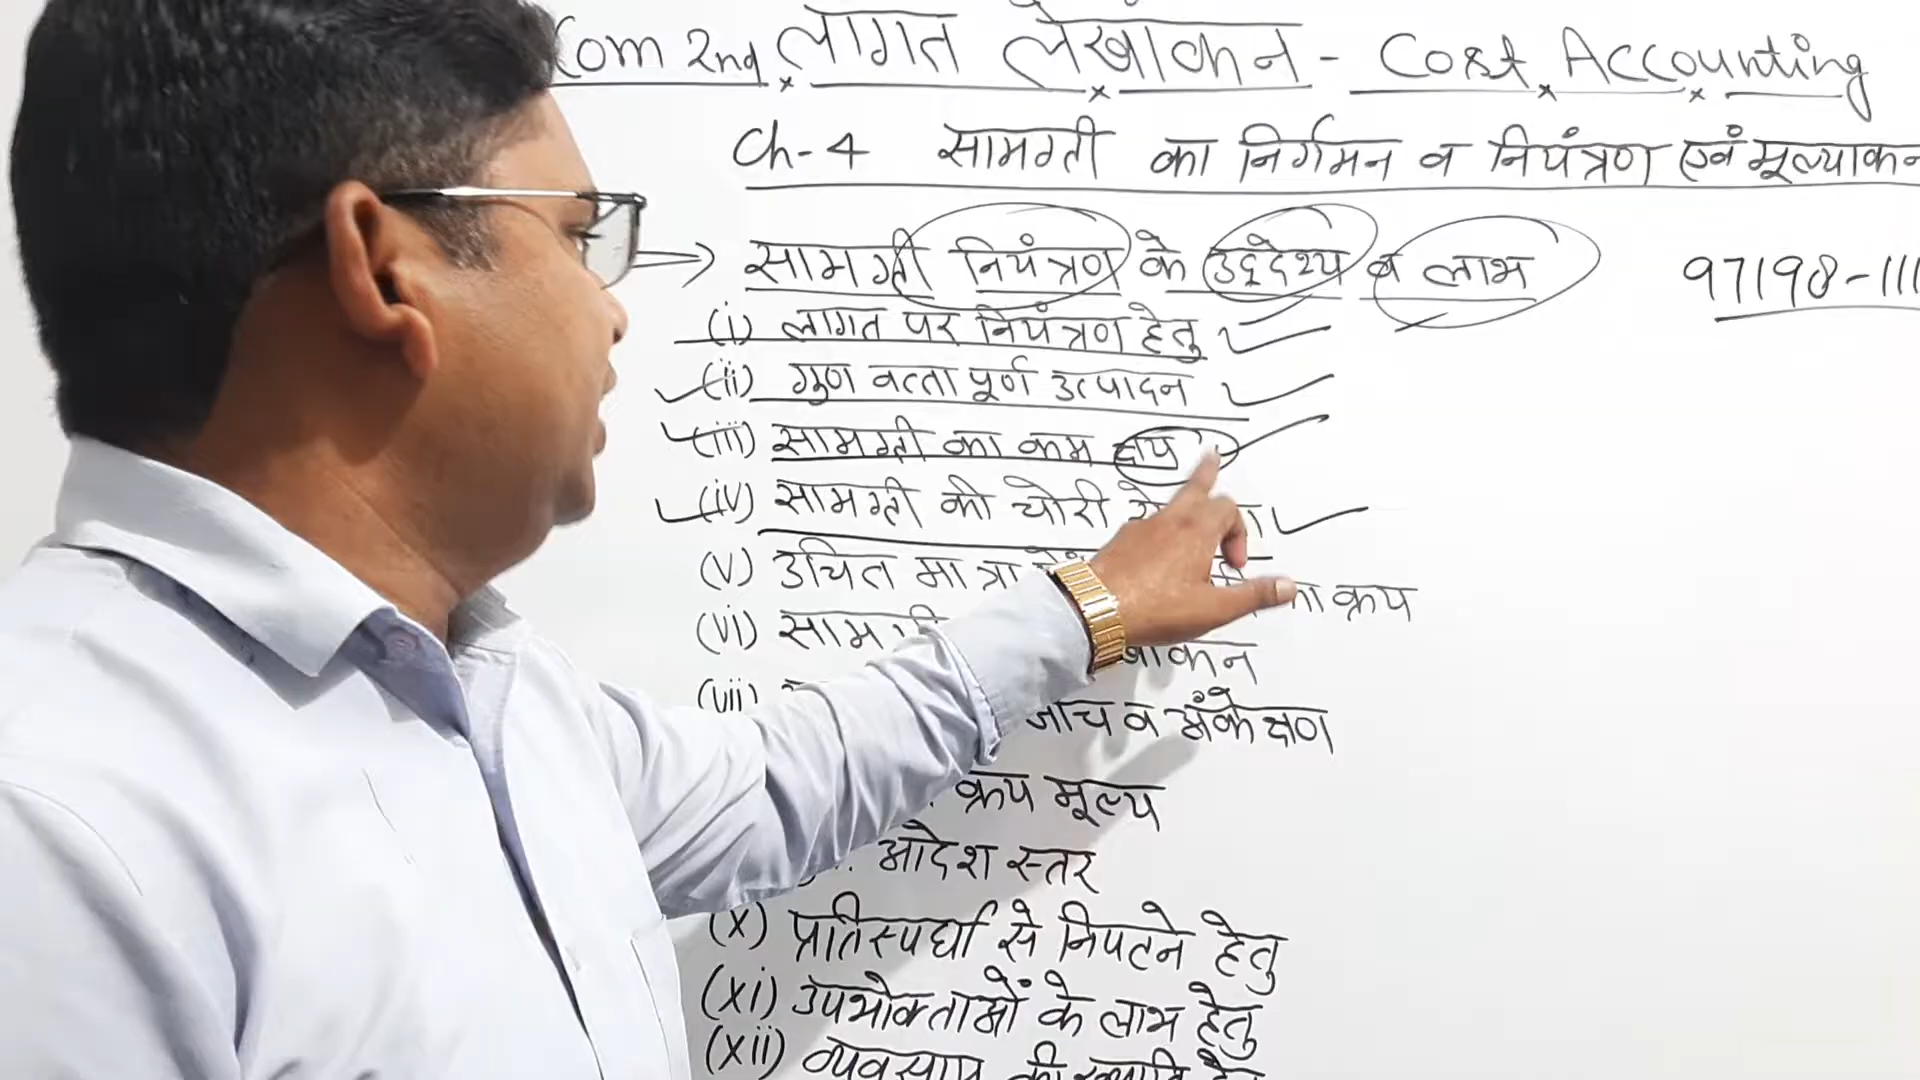 Com 2nd लागत लेखांकन - Cost Accounting
Ch-4 सामग्री का निर्गमन व नियंत्रण एवं मूल्याकन
सामग्री नियंत्रण के उद्देश्य व लाभ 97198-111
(i) लागत पर नियंत्रण हेतु
(ii) गुण वत्ता पूर्ण उत्पादन
(iii) सामग्री का कम क्षय
(iv) सामग्री की चोरी
(v) उचित मात्रा का क्रय
(vi)
(vii) जांच व अंकेक्षण
क्रय मूल्य
आदेश स्तर
(x) प्रतिस्पर्धा से निपटने हेतु
(xi) उपभोक्ताओं के लाभ हेतु
(xii) व्यवसाय की